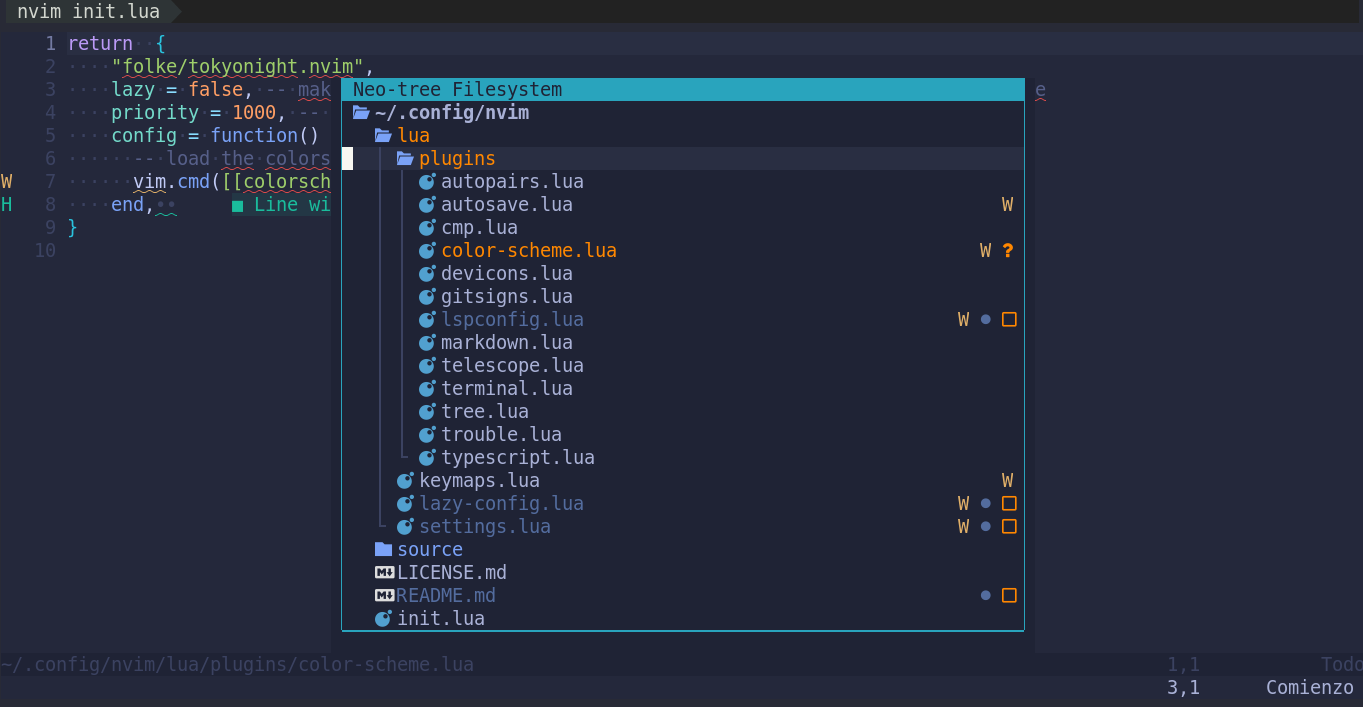 nvim init.lua
1 return {
2 "folke/tokyonight.nvim",
3 lazy = false, -- mak e
4 priority = 1000, --
5 config = function()
6 -- load the colors
W 7 vim.cmd([[colorsch
H 8 end, ■ Line wi
9 }
10
Neo-tree Filesystem
~/.config/nvim
lua
plugins
autopairs.lua
autosave.lua W
cmp.lua
color-scheme.lua W ?
devicons.lua
gitsigns.lua
lspconfig.lua W
markdown.lua
telescope.lua
terminal.lua
tree.lua
trouble.lua
typescript.lua
keymaps.lua W
lazy-config.lua W
settings.lua W
source
LICENSE.md
README.md
init.lua
~/.config/nvim/lua/plugins/color-scheme.lua 1,1 Todo
3,1 Comienzo